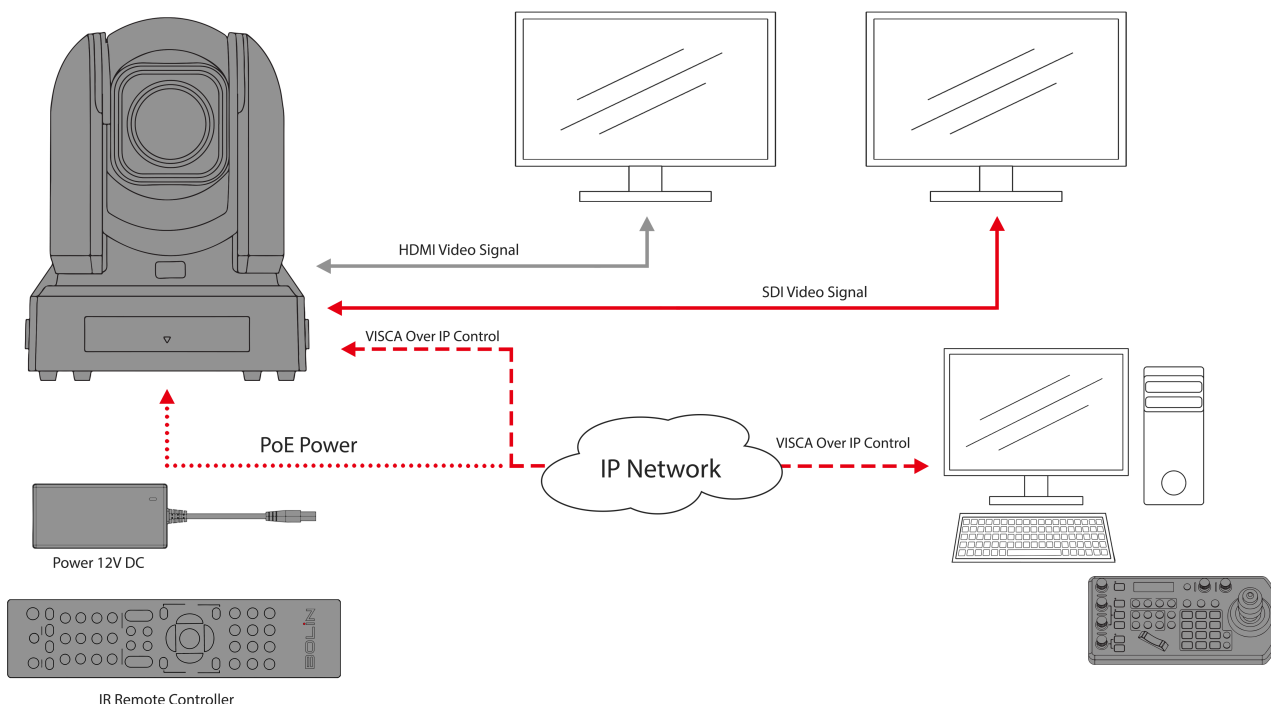 HDMI Video Signal
SDI Video Signal
VISCA Over IP Control
PoE Power
IP Network
VISCA Over IP Control
Power 12V DC
BOLIN
IR Remote Controller